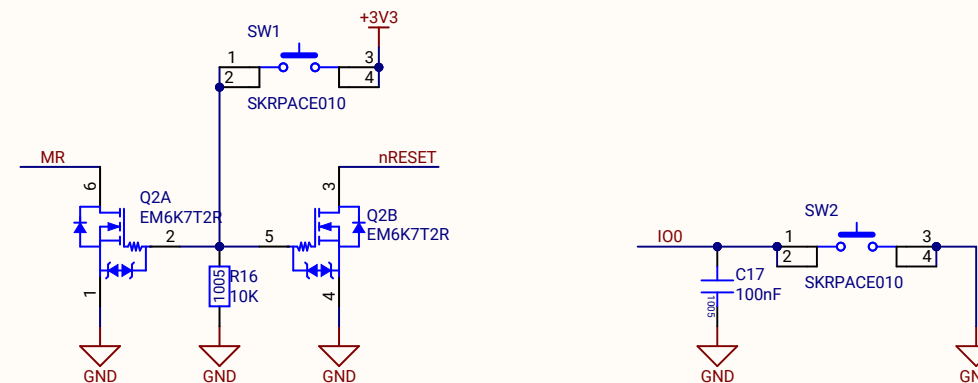 +3V3
SW1
1
3
2
4
SKRPACE010
MR
nRESET
6
3
Q2A
EM6K7T2R
Q2B
EM6K7T2R
2
5
SW2
IO0
1
3
2
4
SKRPACE010
1005
R16
10K
C17
100nF
1005
1
4
GND
GND
GND
GND
GN